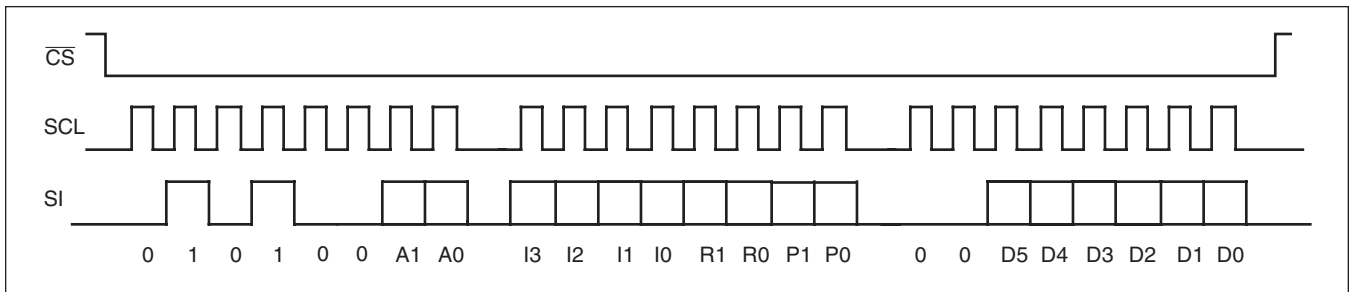 CS
SCL
SI
0 1 0 1 0 0 A1 A0 I3 I2 I1 I0 R1 R0 P1 P0 0 0 D5 D4 D3 D2 D1 D0